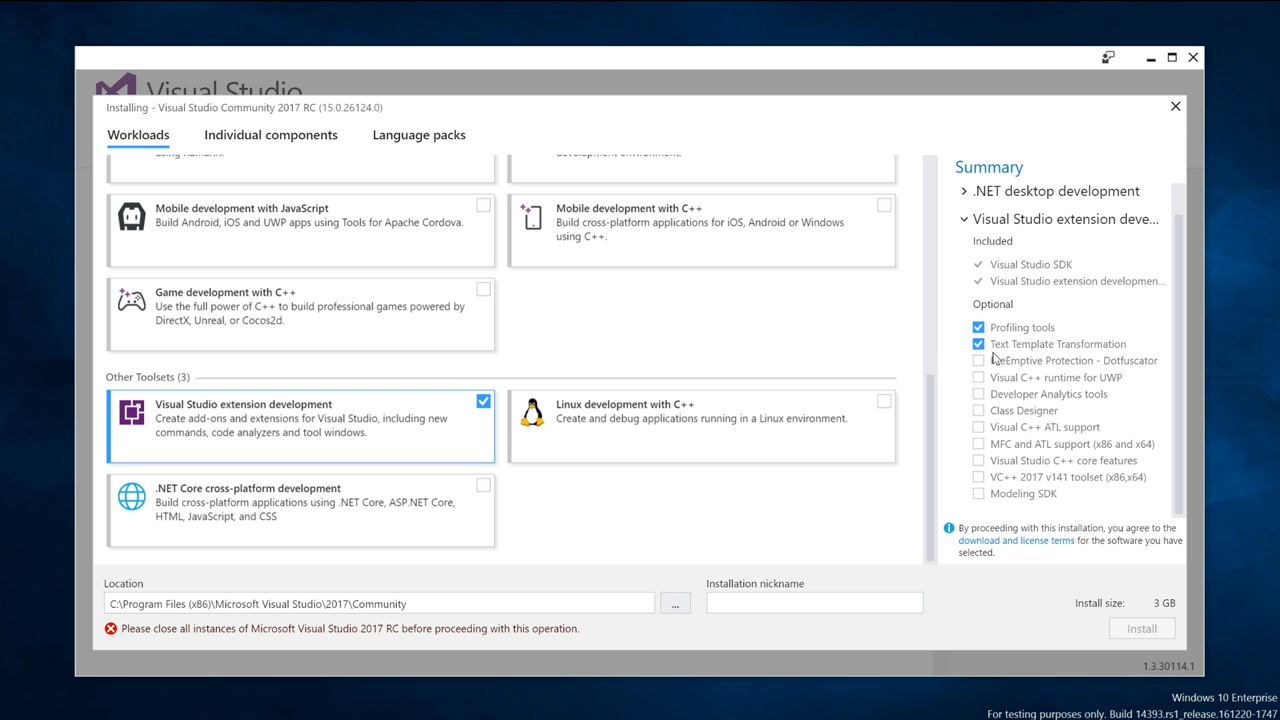 Visual Studio
Installing - Visual Studio Community 2017 RC (15.0.26124.0)
Workloads
Individual components
Language packs
using Xamarin.
development environment.
Mobile development with JavaScript
Build Android, iOS and UWP apps using Tools for Apache Cordova.
Mobile development with C++
Build cross-platform applications for iOS, Android or Windows
using C++.
Game development with C++
Use the full power of C++ to build professional games powered by
DirectX, Unreal, or Cocos2d.
Other Toolsets (3)
Visual Studio extension development
Create add-ons and extensions for Visual Studio, including new
commands, code analyzers and tool windows.
Linux development with C++
Create and debug applications running in a Linux environment.
.NET Core cross-platform development
Build cross-platform applications using .NET Core, ASP.NET Core,
HTML, JavaScript, and CSS
Summary
.NET desktop development
Visual Studio extension deve...
Included
Visual Studio SDK
Visual Studio extension developmen...
Optional
Profiling tools
Text Template Transformation
Protection - Dotfuscator
Visual C++ runtime for UWP
Developer Analytics tools
Class Designer
Visual C++ ATL support
MFC and ATL support (x86 and x64)
Visual Studio C++ core features
VC++ 2017 v141 toolset (x86,x64)
Modeling SDK
By proceeding with this installation, you agree to the
download and license terms for the software you have
selected.
Location
C:\Program Files (x86)\Microsoft Visual Studio\2017\Community
...
Installation nickname
Install size: 3 GB
Please close all instances of Microsoft Visual Studio 2017 RC before proceeding with this operation.
Install
1.3.30114.1
Windows 10 Enterprise
For testing purposes only. Build 14393.rs1_release.161220-1747